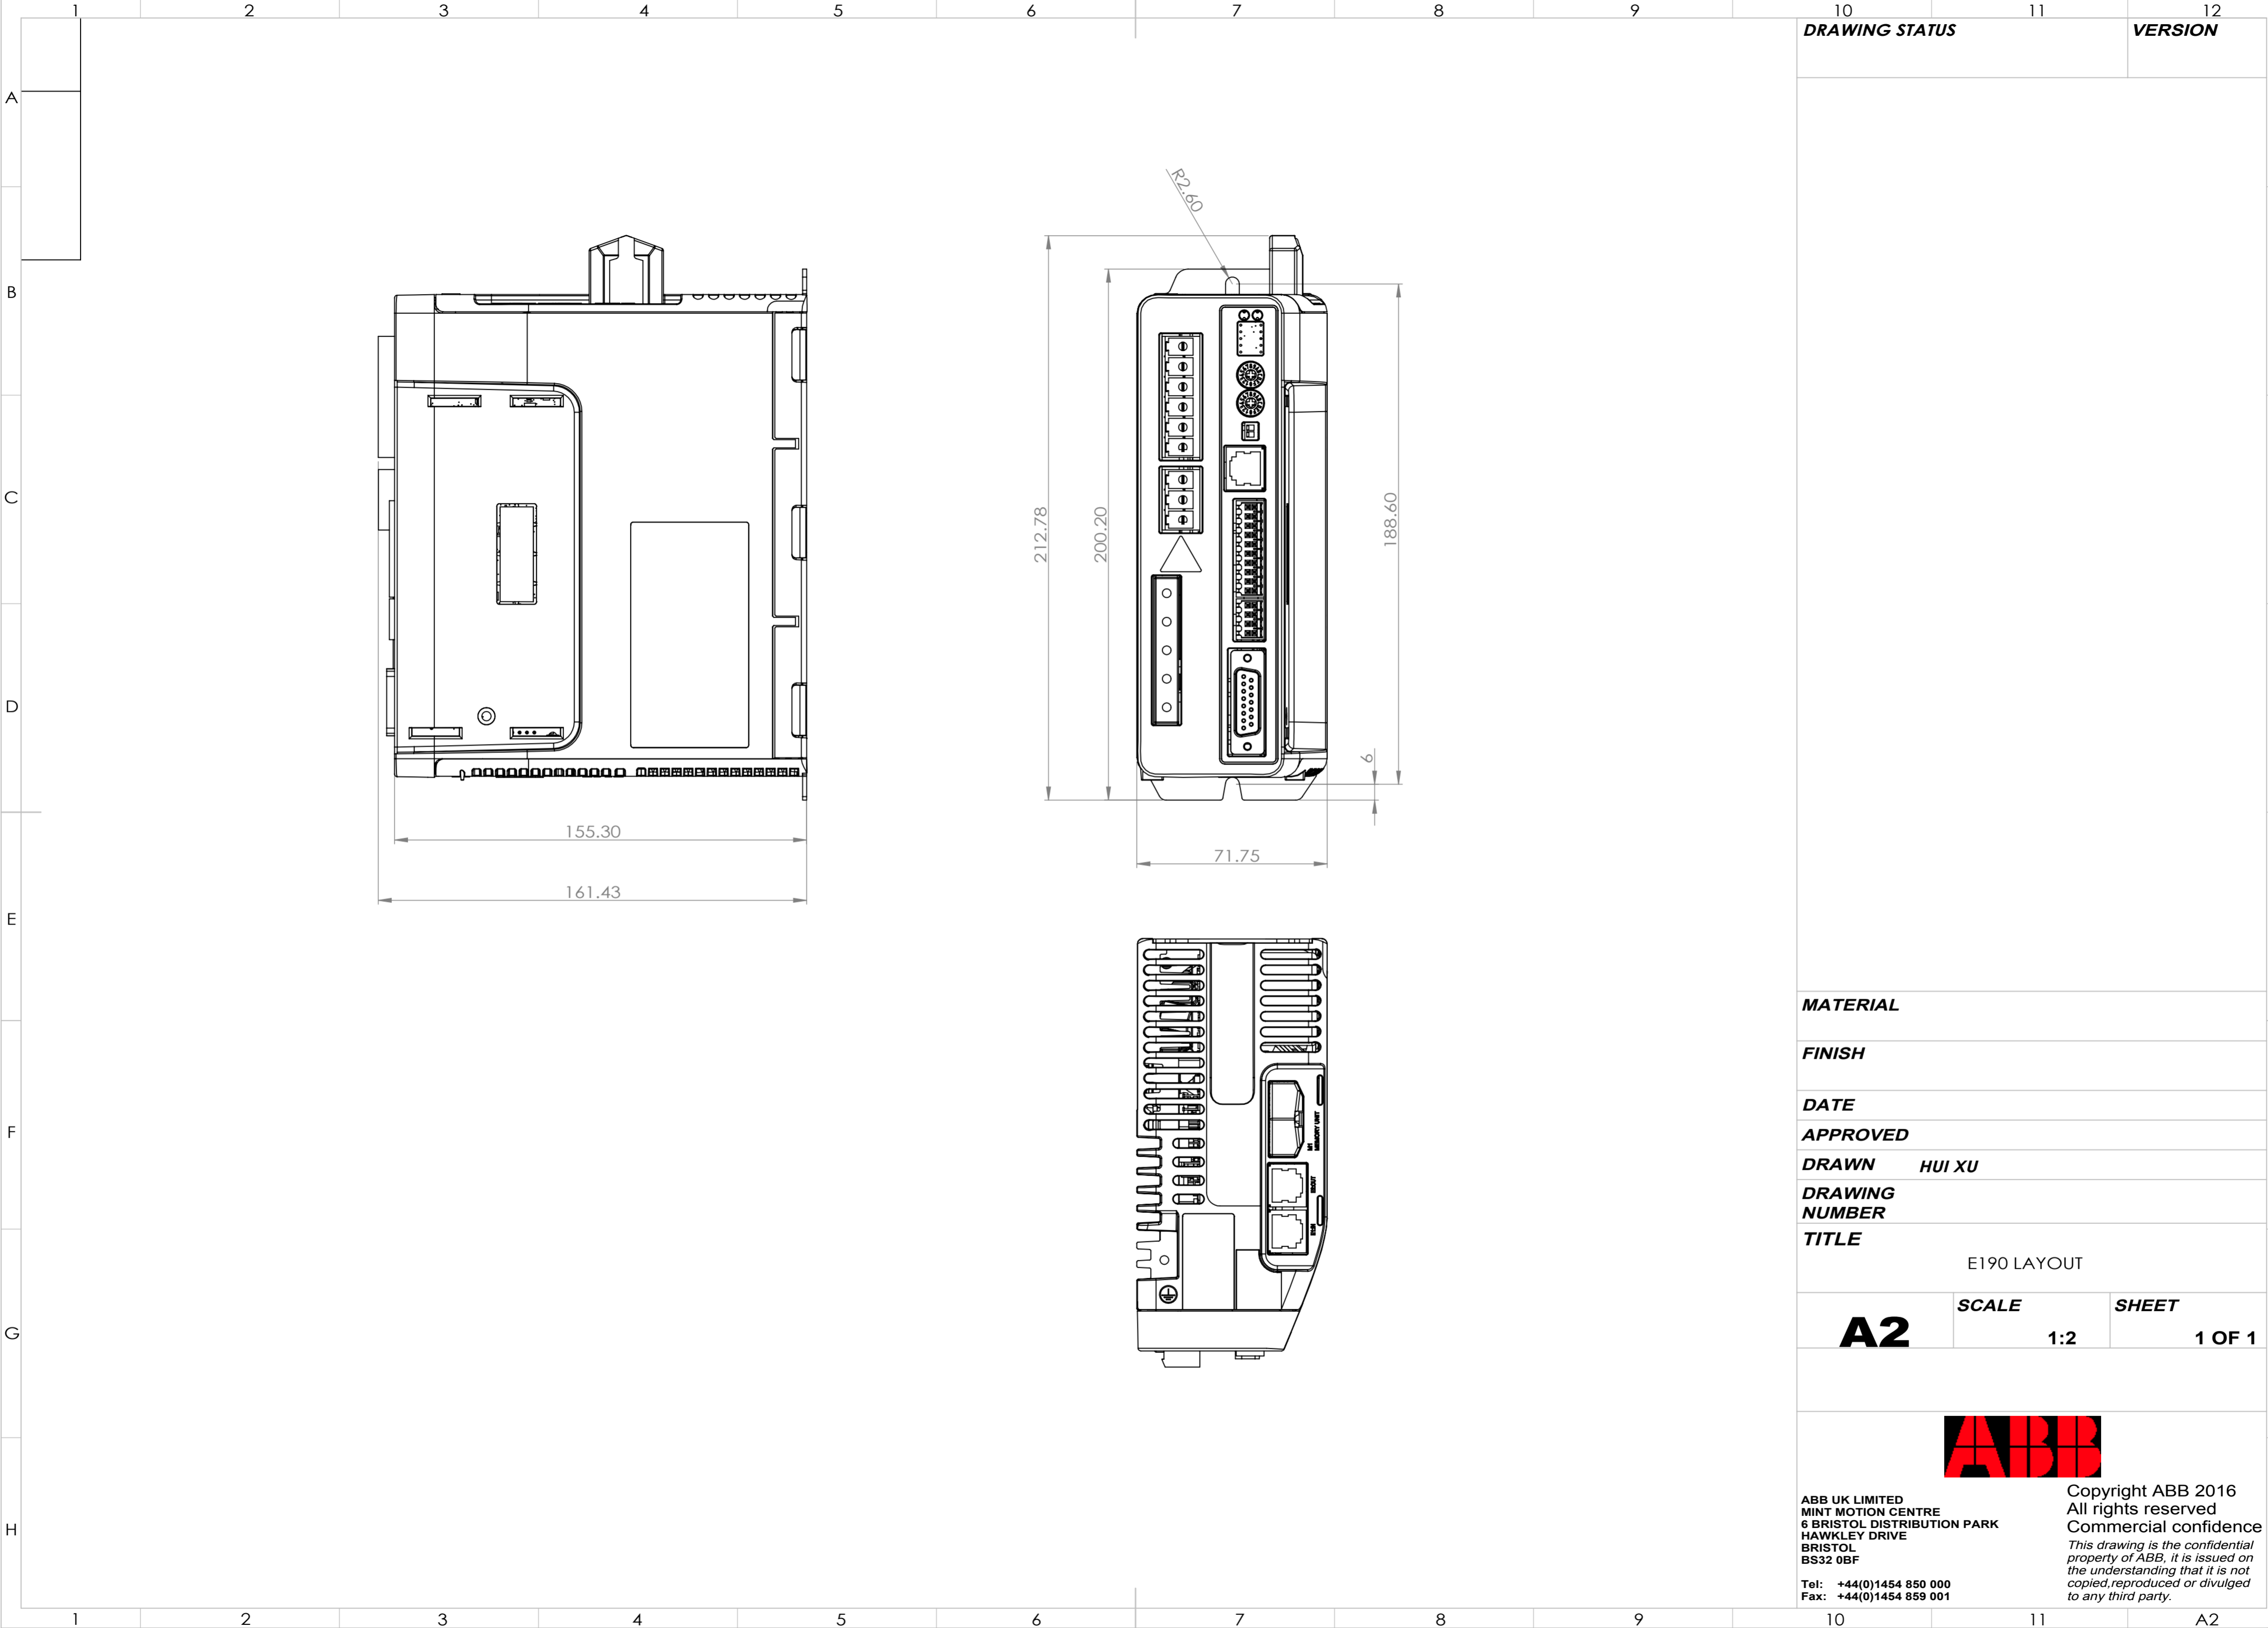 1 2 3 4 5 6 7 8 9 10 11 12
DRAWING STATUS VERSION
A
B
C
D
E
F
G
H
R2.60
212.78
200.20
188.60
6
155.30
71.75
161.43
M1
MEMORY UNIT
MATERIAL
FINISH
DATE
APPROVED
DRAWN HUI XU
DRAWING
NUMBER
TITLE
E190 LAYOUT
A2
SCALE
1:2
SHEET
1 OF 1
ABB
ABB UK LIMITED
MINT MOTION CENTRE
6 BRISTOL DISTRIBUTION PARK
HAWKLEY DRIVE
BRISTOL
BS32 0BF
Tel: +44(0)1454 850 000
Fax: +44(0)1454 859 001
Copyright ABB 2016
All rights reserved
Commercial confidence
This drawing is the confidential
property of ABB, it is issued on
the understanding that it is not
copied,reproduced or divulged
to any third party.
1 2 3 4 5 6 7 8 9 10 11 A2